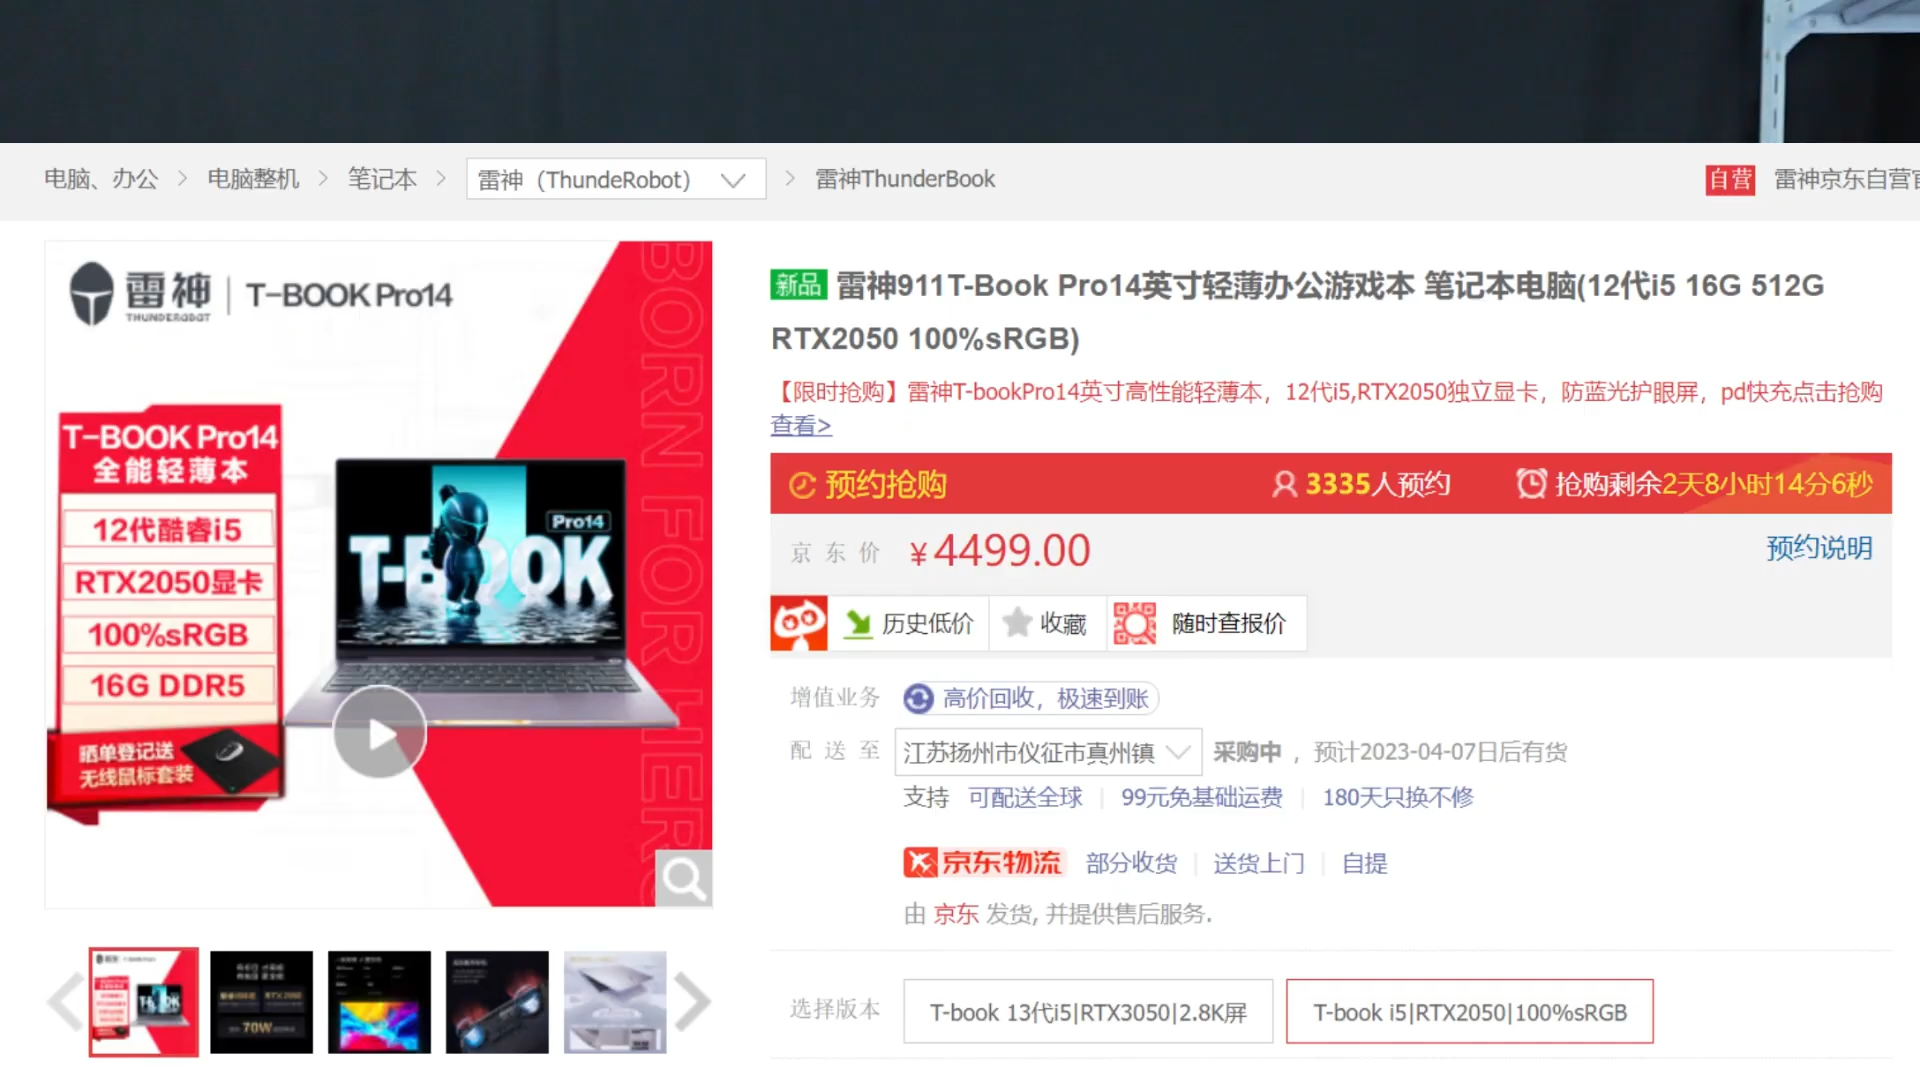 电脑、办公 > 电脑整机 > 笔记本 > 雷神（ThundeRobot） > 雷神ThunderBook
自营 雷神京东自营
雷神 THUNDEROBOT | T-BOOK Pro14
BORN FOR HERO
T-BOOK Pro14
全能轻薄本
12代酷睿i5
RTX2050显卡
100%sRGB
16G DDR5
晒单登记送
无线鼠标套装
Pro14
T-BOOK
新品 雷神911T-Book Pro14英寸轻薄办公游戏本 笔记本电脑(12代i5 16G 512G
RTX2050 100%sRGB)
【限时抢购】雷神T-bookPro14英寸高性能轻薄本，12代i5,RTX2050独立显卡，防蓝光护眼屏，pd快充点击抢购
查看>
预约抢购 3335人预约 抢购剩余2天8小时14分6秒
京东价 ￥4499.00 预约说明
历史低价 收藏 随时查报价
增值业务 高价回收，极速到账
配送至 江苏扬州市仪征市真州镇 采购中 ，预计2023-04-07日后有货
支持 可配送全球 | 99元免基础运费 | 180天只换不修
京东物流 部分收货 | 送货上门 | 自提
由 京东 发货, 并提供售后服务.
选择版本 T-book 13代i5|RTX3050|2.8K屏 T-book i5|RTX2050|100%sRGB
70W